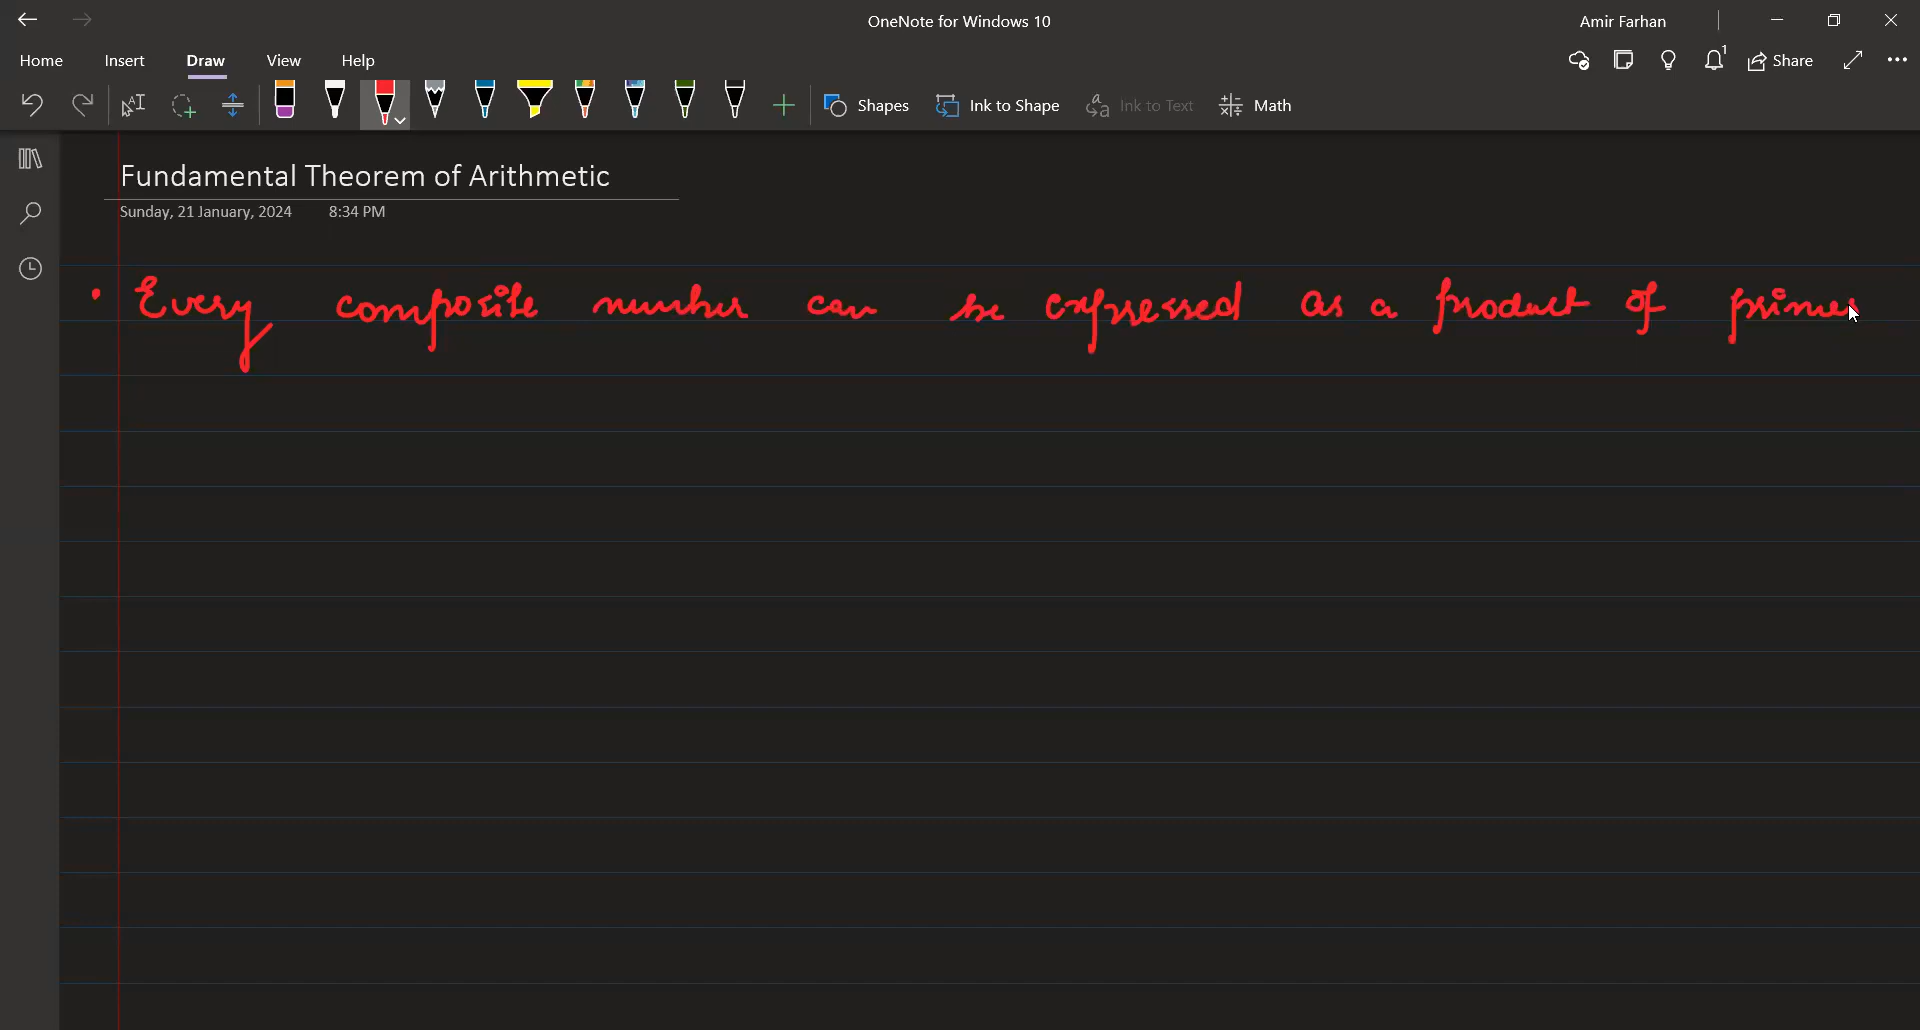 OneNote for Windows 10
Amir Farhan
Home Insert Draw View Help
1
Share
Shapes Ink to Shape Ink to Text Math
Fundamental Theorem of Arithmetic
Sunday, 21 January, 2024 8:34 PM
• Every composite number can be expressed as a product of primes